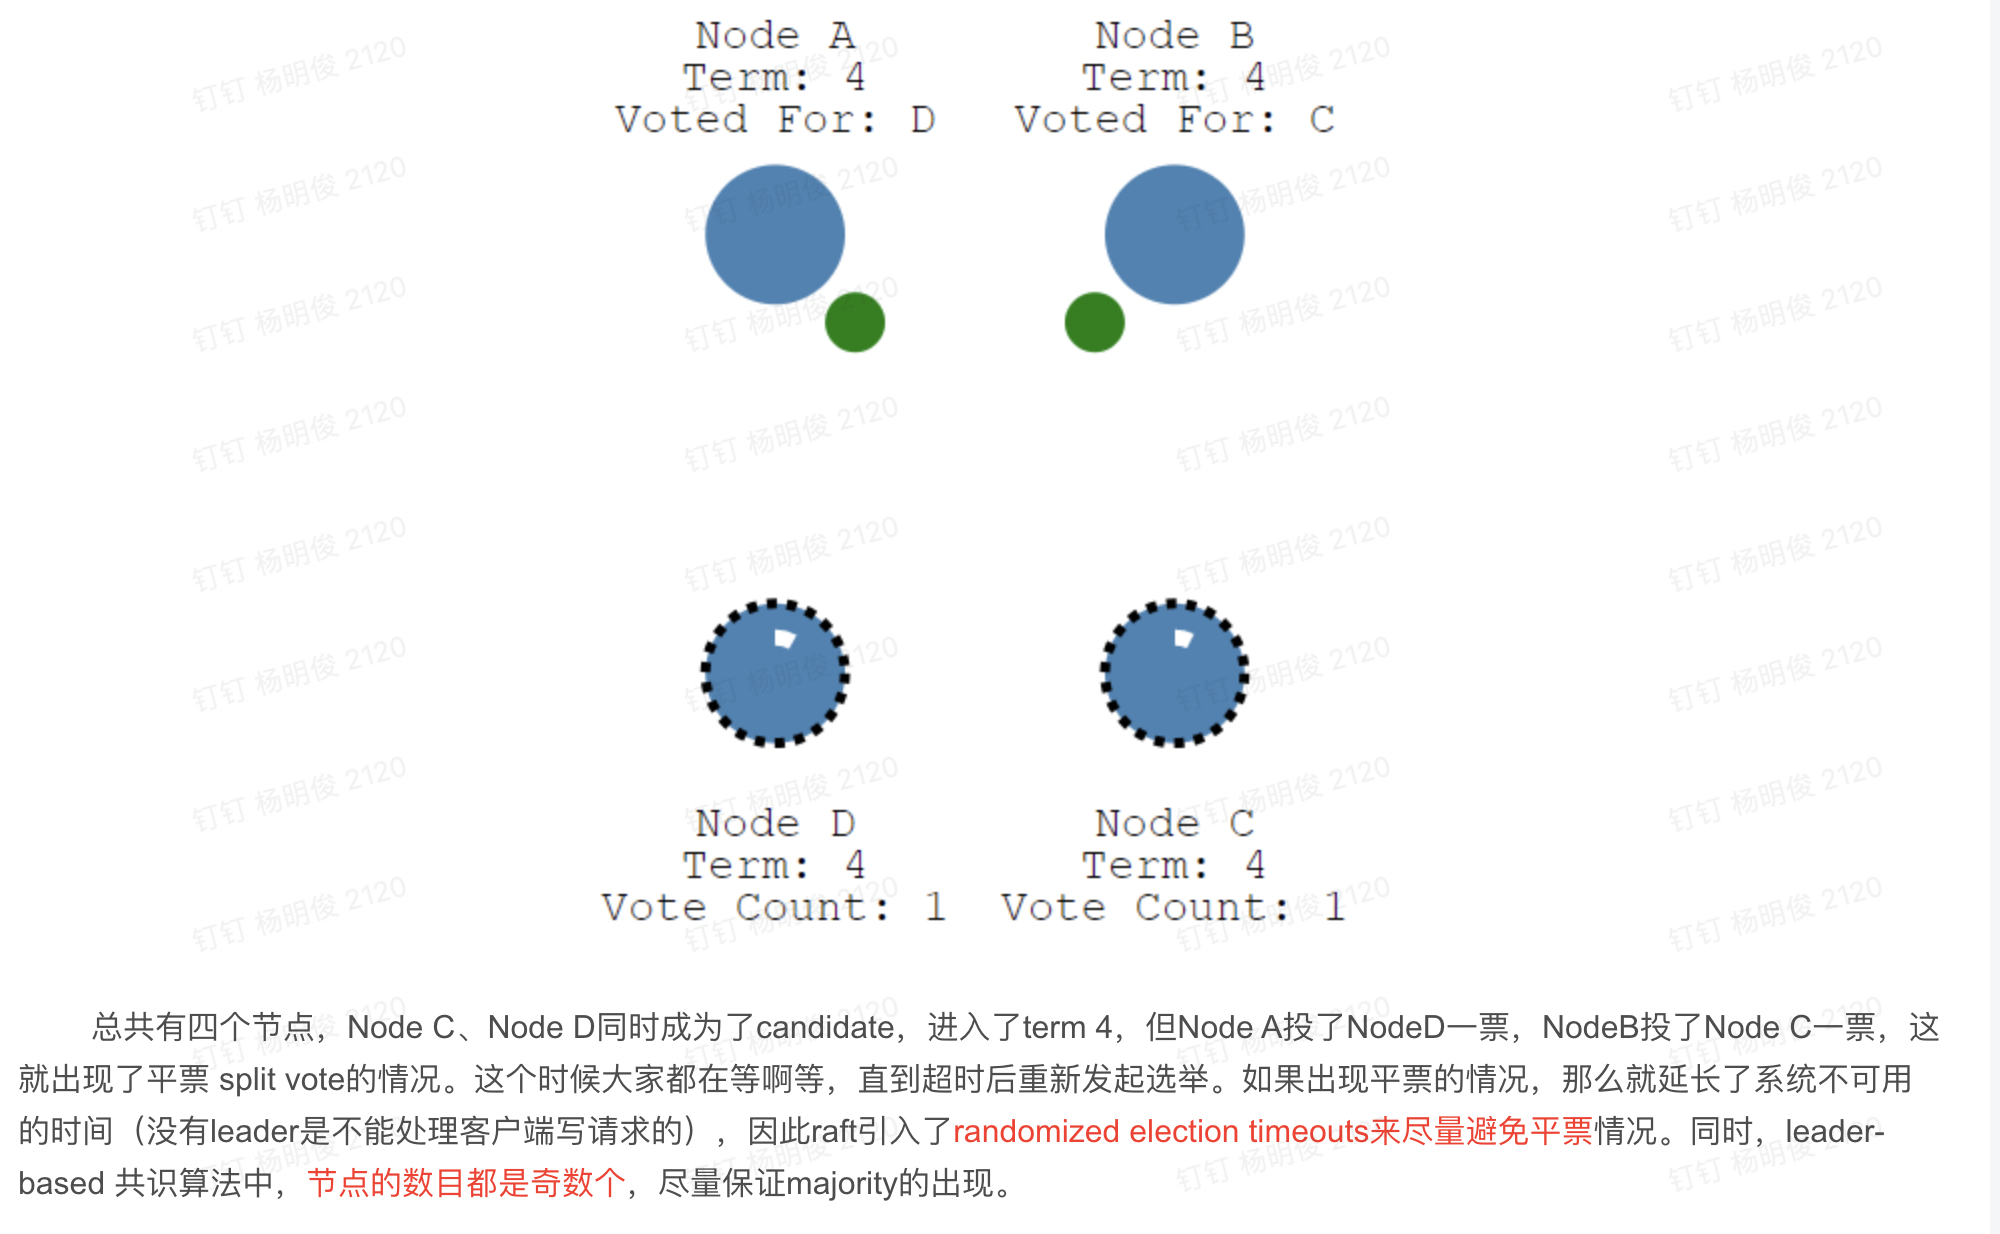 Node A
Term: 4
Voted For: D
Node B
Term: 4
Voted For: C
Node D
Term: 4
Vote Count: 1
Node C
Term: 4
Vote Count: 1
总共有四个节点，Node C、Node D同时成为了candidate，进入了term 4，但Node A投了NodeD一票，NodeB投了Node C一票，这
就出现了平票 split vote的情况。这个时候大家都在等啊等，直到超时后重新发起选举。如果出现平票的情况，那么就延长了系统不可用
的时间（没有leader是不能处理客户端写请求的），因此raft引入了randomized election timeouts来尽量避免平票情况。同时，leader-
based 共识算法中，节点的数目都是奇数个，尽量保证majority的出现。
钉钉 杨明俊 2120